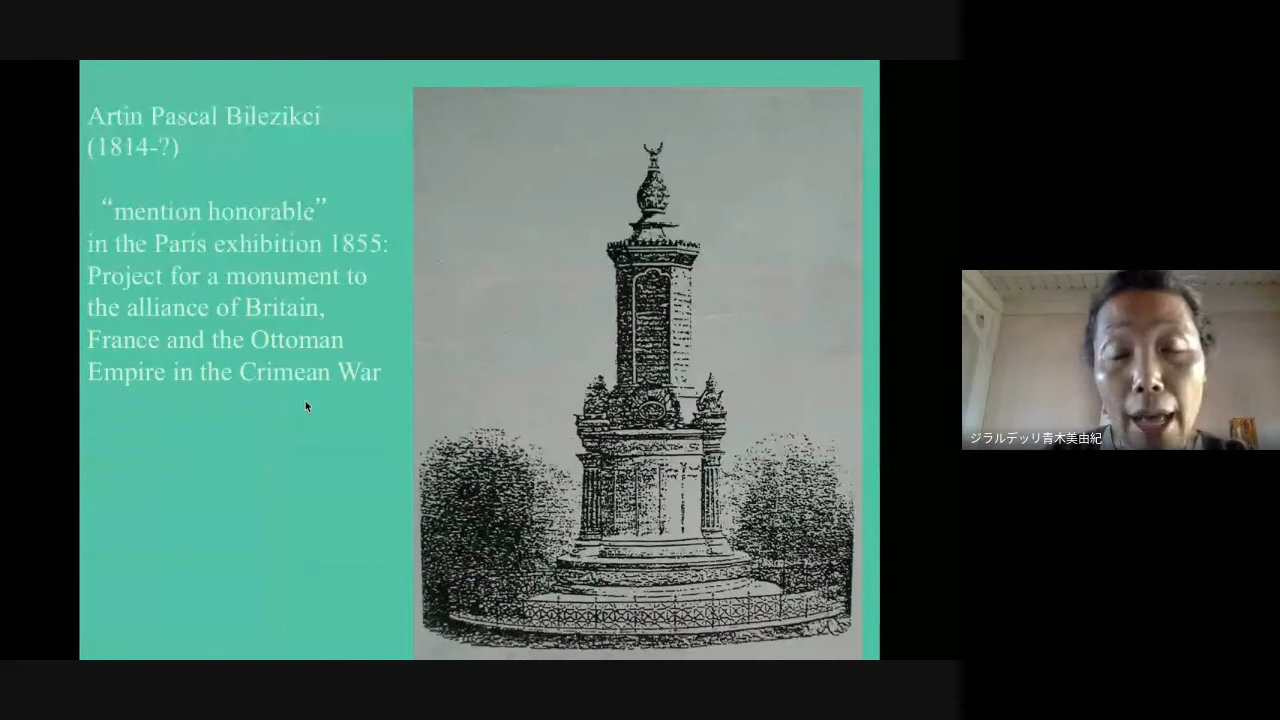 Artin Pascal Bilezikci
(1814-?)
“mention honorable”
in the Paris exhibition 1855:
Project for a monument to
the alliance of Britain,
France and the Ottoman
Empire in the Crimean War
ジラルデッリ青木美由紀